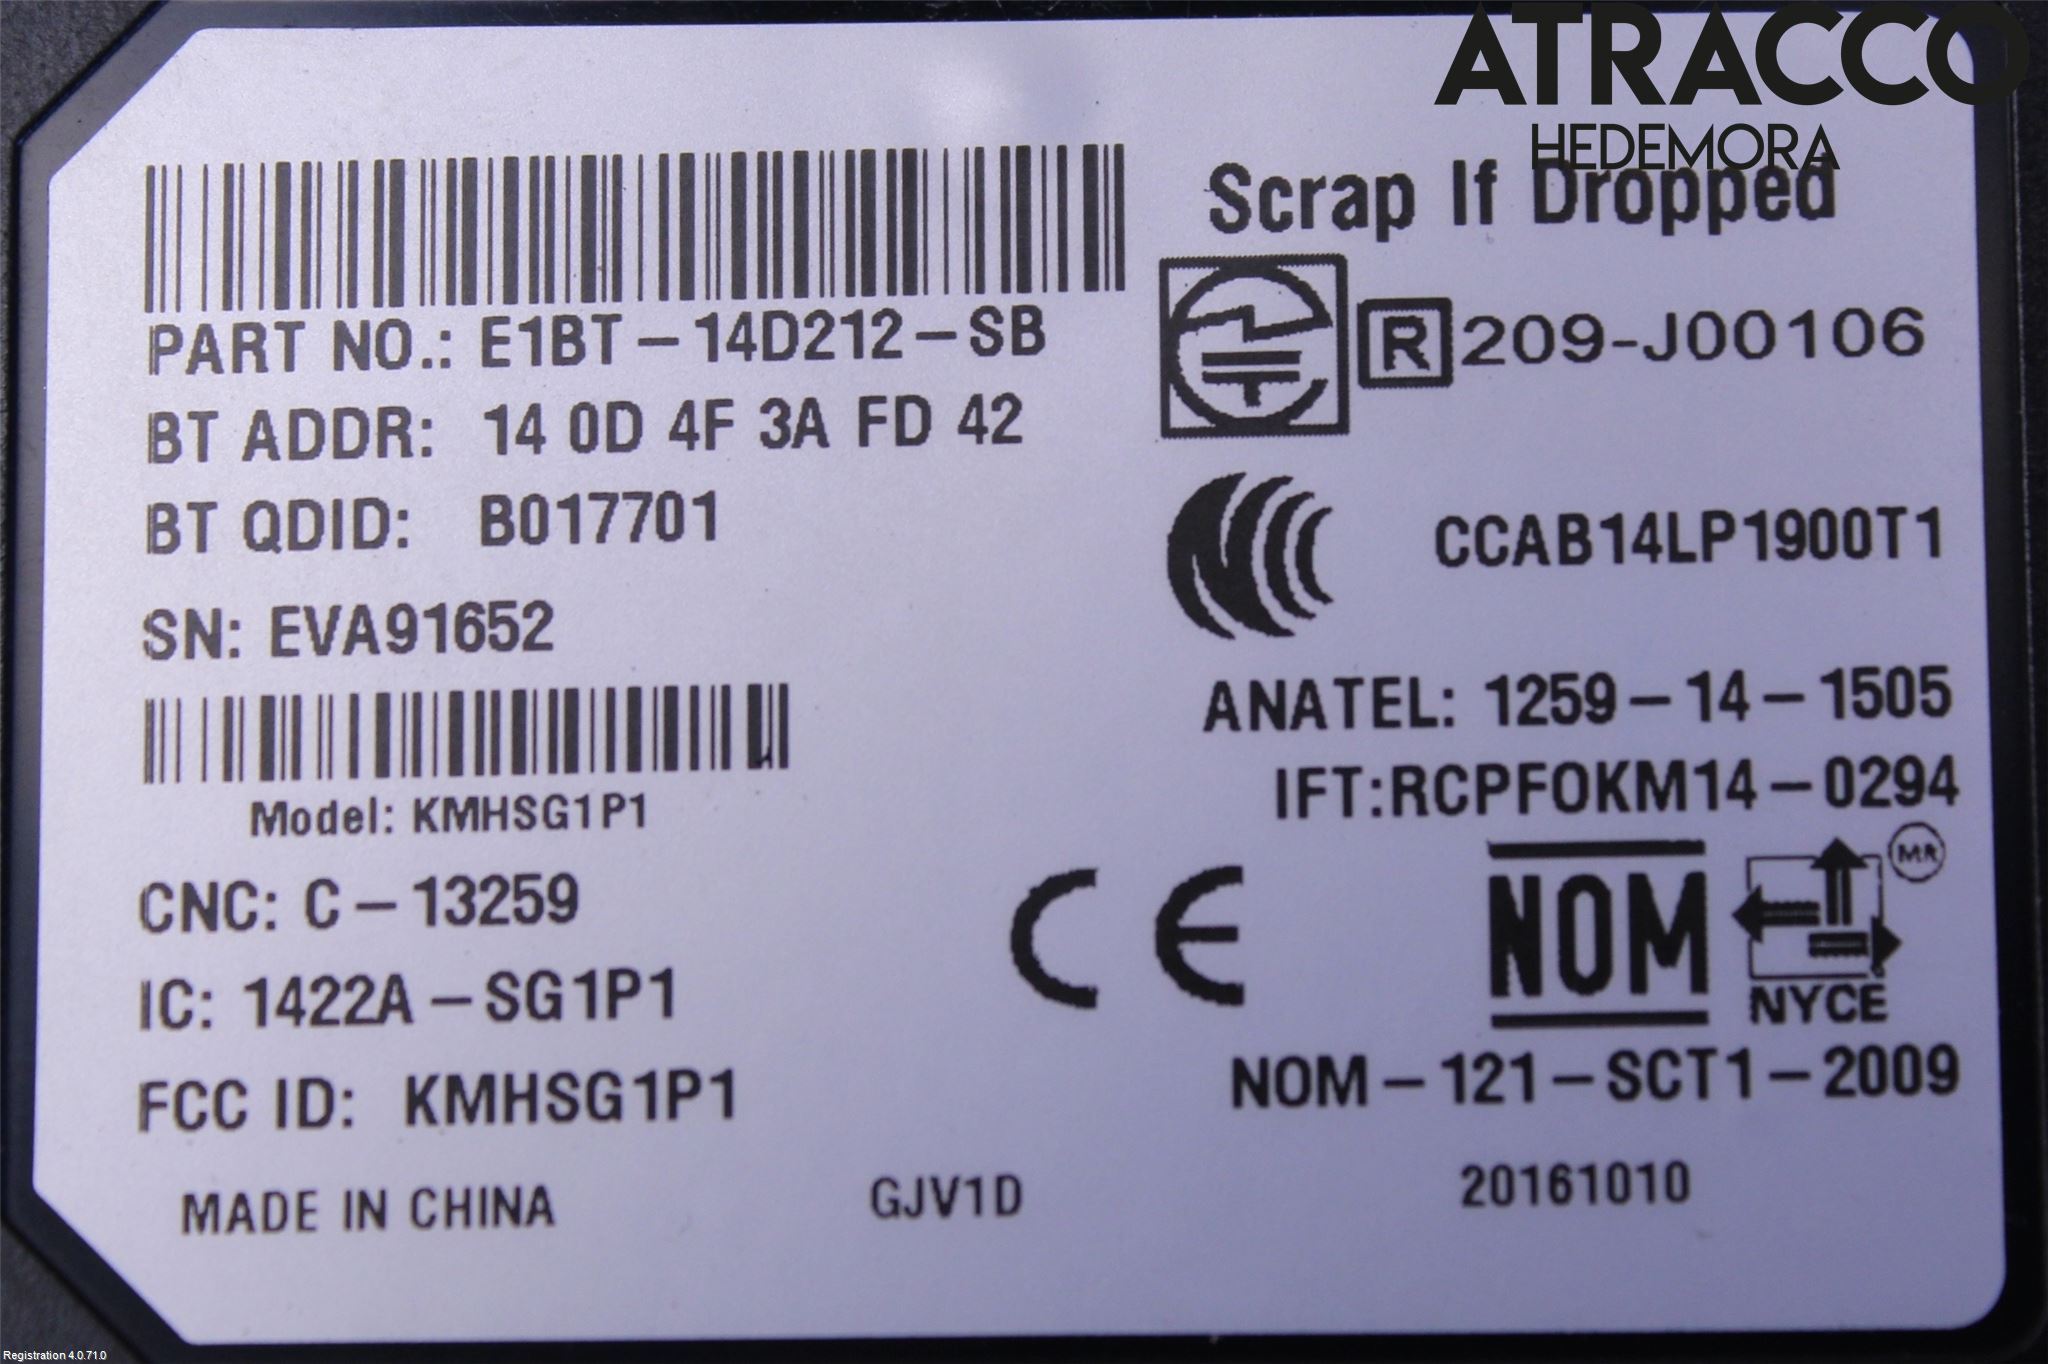 ATRACCO
HEDEMORA
Scrap If Dropped
PART NO.: E1BT-14D212-SB
R 209-J00106
BT ADDR: 14 0D 4F 3A FD 42
BT QDID: B017701
CCAB14LP1900T1
SN: EVA91652
ANATEL: 1259-14-1505
IFT:RCPFOKM14-0294
Model: KMHSG1P1
MR
CNC: C-13259
CE
NOM
NYCE
IC: 1422A-SG1P1
NOM-121-SCT1-2009
FCC ID: KMHSG1P1
MADE IN CHINA
GJV1D
20161010
Registration 4.0.71.0